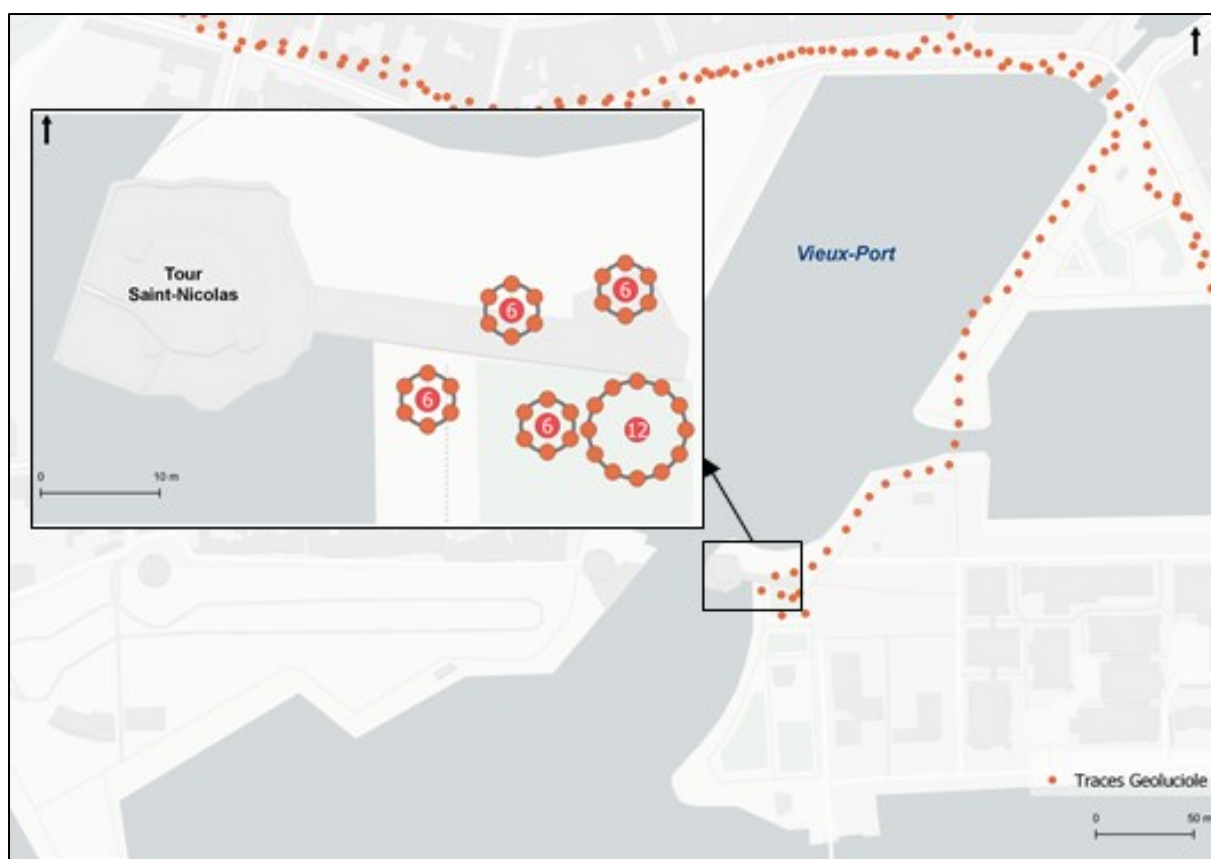 Vieux-Port
Tour
Saint-Nicolas
6
6
6
6
12
0
10 m
Traces Geoluciole
0
50 m